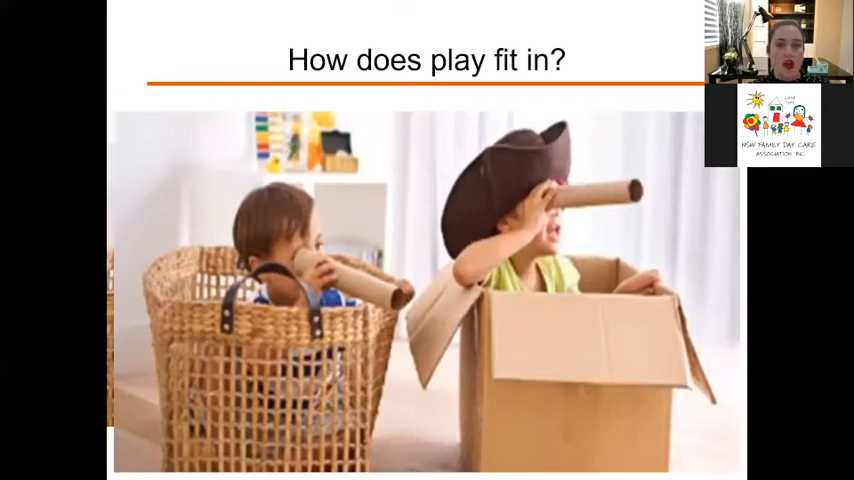 How does play fit in?
NSW FAMILY DAY CARE
ASSOCIATION INC.